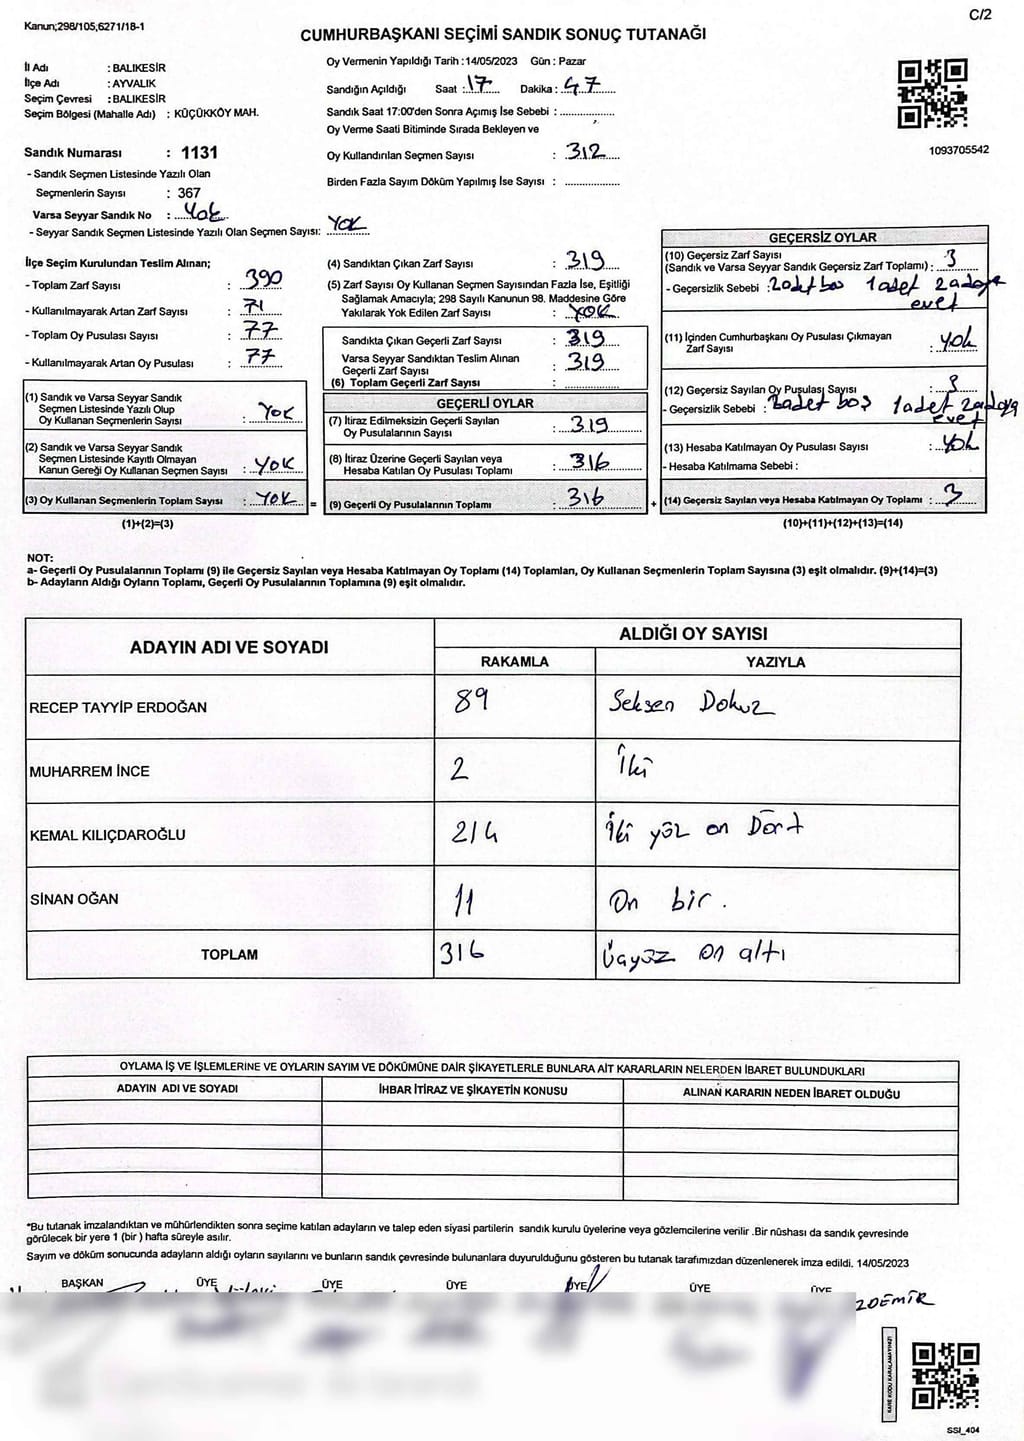 Kanun;298/105,6271/18-1
C/2
CUMHURBAŞKANI SEÇİMİ SANDIK SONUÇ TUTANAĞI
İl Adı : BALIKESİR
İlçe Adı : AYVALIK
Seçim Çevresi : BALIKESİR
Seçim Bölgesi (Mahalle Adı) : KÜÇÜKKÖY MAH.
Sandık Numarası : 1131
- Sandık Seçmen Listesinde Yazılı Olan
Seçmenlerin Sayısı : 367
Varsa Seyyar Sandık No : Yok
- Seyyar Sandık Seçmen Listesinde Yazılı Olan Seçmen Sayısı: YOK
Oy Vermenin Yapıldığı Tarih :14/05/2023 Gün : Pazar
Sandığın Açıldığı Saat : 17 Dakika : 47
Sandık Saat 17:00'den Sonra Açımış İse Sebebi :
Oy Verme Saati Bitiminde Sırada Bekleyen ve
Oy Kullandırılan Seçmen Sayısı : 312
Birden Fazla Sayım Döküm Yapılmış İse Sayısı :
1093705542
İlçe Seçim Kurulundan Teslim Alınan;
- Toplam Zarf Sayısı : 390
- Kullanılmayarak Artan Zarf Sayısı : 71
- Toplam Oy Pusulası Sayısı : 77
- Kullanılmayarak Artan Oy Pusulası : 77
(1) Sandık ve Varsa Seyyar Sandık
Seçmen Listesinde Yazılı Olup
Oy Kullanan Seçmenlerin Sayısı : YOK
(2) Sandık ve Varsa Seyyar Sandık
Seçmen Listesinde Kayıtlı Olmayan
Kanun Gereği Oy Kullanan Seçmen Sayısı : YOK
(3) Oy Kullanan Seçmenlerin Toplam Sayısı : YOK =
(1)+(2)=(3)
(4) Sandıktan Çıkan Zarf Sayısı : 319
(5) Zarf Sayısı Oy Kullanan Seçmen Sayısından Fazla İse, Eşitliği
Sağlamak Amacıyla; 298 Sayılı Kanunun 98. Maddesine Göre
Yakılarak Yok Edilen Zarf Sayısı : YOK
Sandıkta Çıkan Geçerli Zarf Sayısı : 319
Varsa Seyyar Sandıktan Teslim Alınan
Geçerli Zarf Sayısı : 319
(6) Toplam Geçerli Zarf Sayısı :
GEÇERLİ OYLAR
(7) İtiraz Edilmeksizin Geçerli Sayılan
Oy Pusulalarının Sayısı : 319
(8) İtiraz Üzerine Geçerli Sayılan veya
Hesaba Katılan Oy Pusulası Toplamı : 316
(9) Geçerli Oy Pusulalarının Toplamı : 316 +
GEÇERSİZ OYLAR
(10) Geçersiz Zarf Sayısı
(Sandık ve Varsa Seyyar Sandık Geçersiz Zarf Toplamı) : 3
- Geçersizlik Sebebi : 2 adet boş 1 adet 2 adaya
evet
(11) İçinden Cumhurbaşkanı Oy Pusulası Çıkmayan
Zarf Sayısı : Yok
(12) Geçersiz Sayılan Oy Pusulası Sayısı : 3
- Geçersizlik Sebebi : 2 adet boş 1 adet 2 adaya
evet
(13) Hesaba Katılmayan Oy Pusulası Sayısı : Yok
- Hesaba Katılmama Sebebi :
(14) Geçersiz Sayılan veya Hesaba Katılmayan Oy Toplamı : 3
(10)+(11)+(12)+(13)=(14)
NOT:
a- Geçerli Oy Pusulalarının Toplamı (9) ile Geçersiz Sayılan veya Hesaba Katılmayan Oy Toplamı (14) Toplamları, Oy Kullanan Seçmenlerin Toplam Sayısına (3) eşit olmalıdır. (9)+(14)=(3)
b- Adayların Aldığı Oyların Toplamı, Geçerli Oy Pusulalarının Toplamına (9) eşit olmalıdır.
ADAYIN ADI VE SOYADI
ALDIĞI OY SAYISI
RAKAMLA YAZIYLA
RECEP TAYYİP ERDOĞAN 89 Seksen Dokuz
MUHARREM İNCE 2 İki
KEMAL KILIÇDAROĞLU 214 İki yüz on Dört
SİNAN OĞAN 11 On bir.
TOPLAM 316 Üçyüz on altı
OYLAMA İŞ VE İŞLEMLERİNE VE OYLARIN SAYIM VE DÖKÜMÜNE DAİR ŞİKAYETLERLE BUNLARA AİT KARARLARIN NELERDEN İBARET BULUNDUKLARI
ADAYIN ADI VE SOYADI İHBAR İTİRAZ VE ŞİKAYETİN KONUSU ALINAN KARARIN NEDEN İBARET OLDUĞU
*Bu tutanak imzalandıktan ve mühürlendikten sonra seçime katılan adayların ve talep eden siyasi partilerin sandık kurulu üyelerine veya gözlemcilerine verilir .Bir nüshası da sandık çevresinde
görülecek bir yere 1 (bir ) hafta süreyle asılır.
Sayım ve döküm sonucunda adayların aldığı oyların sayılarını ve bunların sandık çevresinde bulunanlara duyurulduğunu gösteren bu tutanak tarafımızdan düzenlenerek imza edildi. 14/05/2023
BAŞKAN ÜYE ÜYE ÜYE ÜYE ÜYE ÜYE
ZDEMİR
KARE KODU KARALAMAYINIZ!
SSI_404